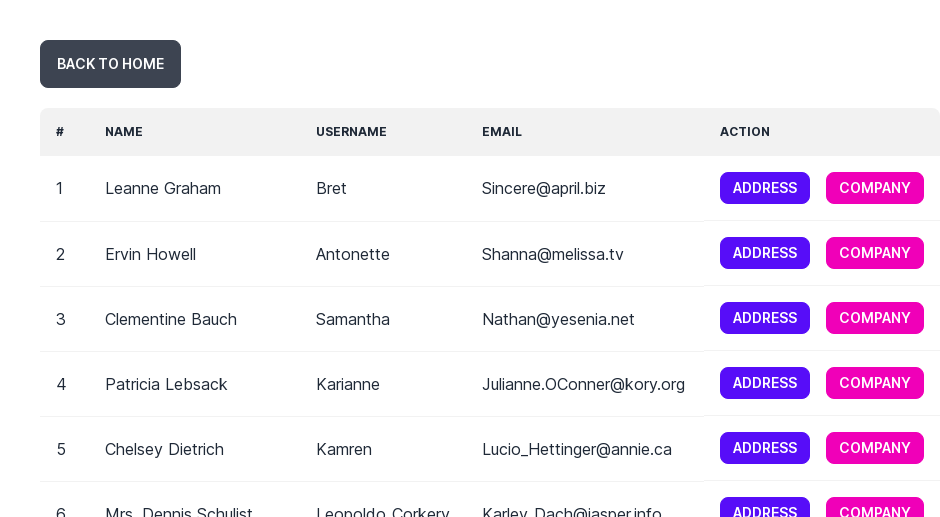 BACK TO HOME
# NAME USERNAME EMAIL ACTION
1 Leanne Graham Bret Sincere@april.biz ADDRESS COMPANY
2 Ervin Howell Antonette Shanna@melissa.tv ADDRESS COMPANY
3 Clementine Bauch Samantha Nathan@yesenia.net ADDRESS COMPANY
4 Patricia Lebsack Karianne Julianne.OConner@kory.org ADDRESS COMPANY
5 Chelsey Dietrich Kamren Lucio_Hettinger@annie.ca ADDRESS COMPANY
6 Mrs. Dennis Schulist Leopoldo_Corkery Karley_Dach@jasper.info ADDRESS COMPANY